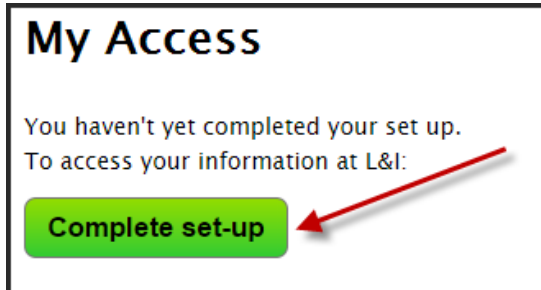 My Access
You haven't yet completed your set up.
To access your information at L&I:
Complete set-up